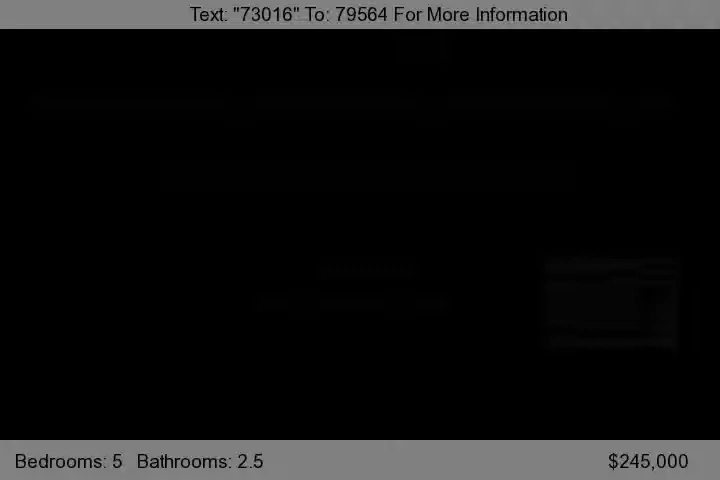 Text: "73016" To: 79564 For More Information
Bedrooms: 5 Bathrooms: 2.5 $245,000